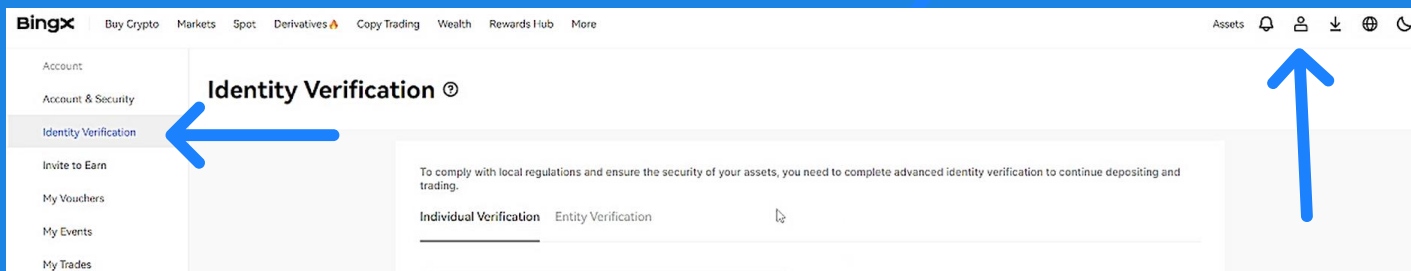 BingX Buy Crypto Markets Spot Derivatives Copy Trading Wealth Rewards Hub More Assets
Account
Account & Security
Identity Verification
Invite to Earn
My Vouchers
My Events
My Trades
Identity Verification
To comply with local regulations and ensure the security of your assets, you need to complete advanced identity verification to continue depositing and
trading.
Individual Verification Entity Verification